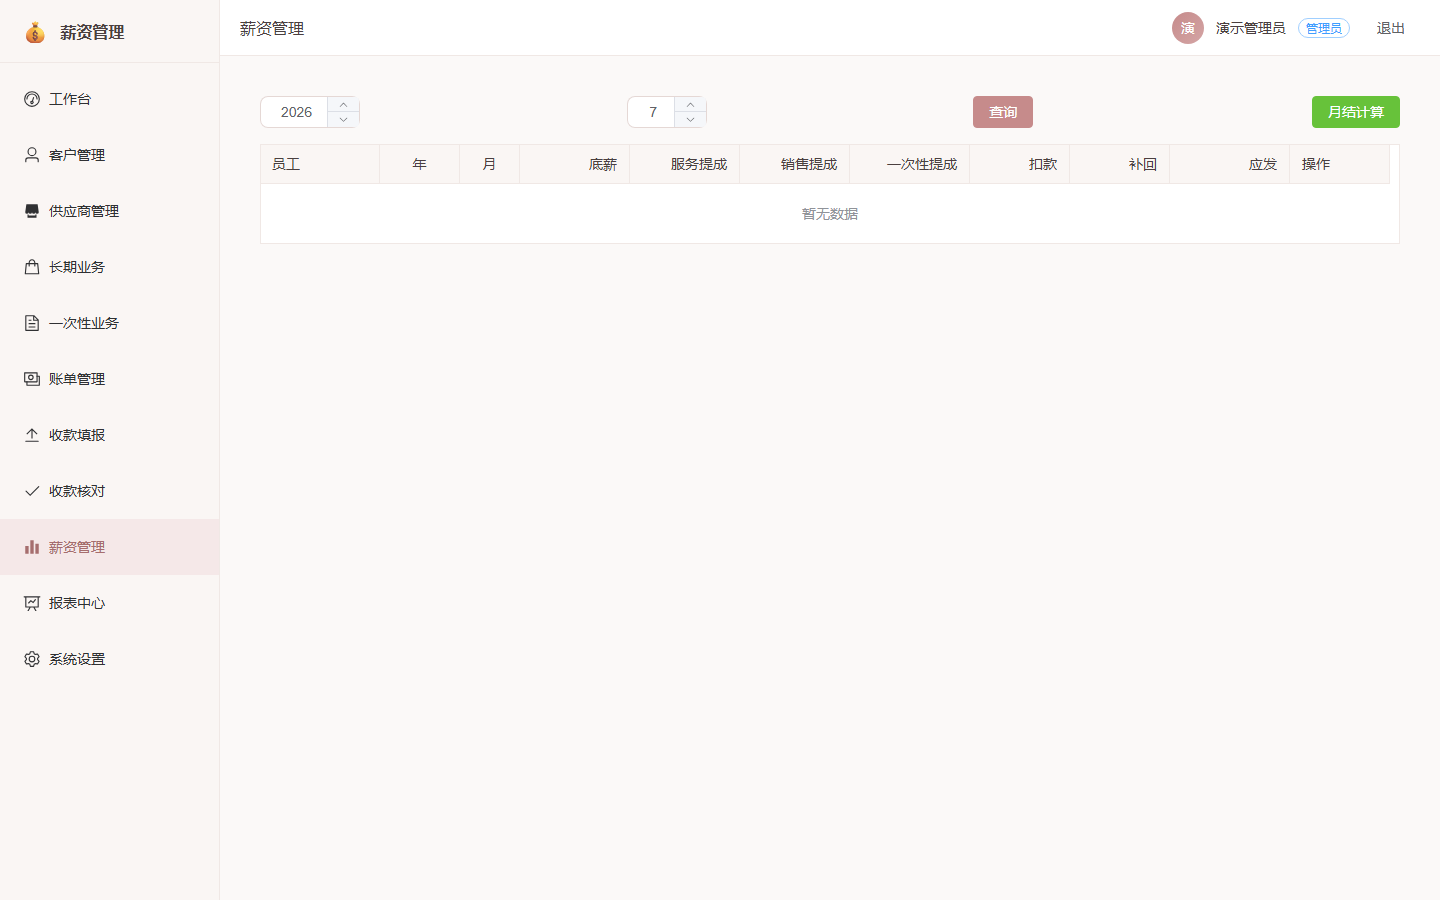 薪资管理
工作台
客户管理
供应商管理
长期业务
一次性业务
账单管理
收款填报
收款核对
薪资管理
报表中心
系统设置
薪资管理
演 演示管理员 管理员 退出
2026 7 查询 月结计算
员工 年 月 底薪 服务提成 销售提成 一次性提成 扣款 补回 应发 操作
暂无数据